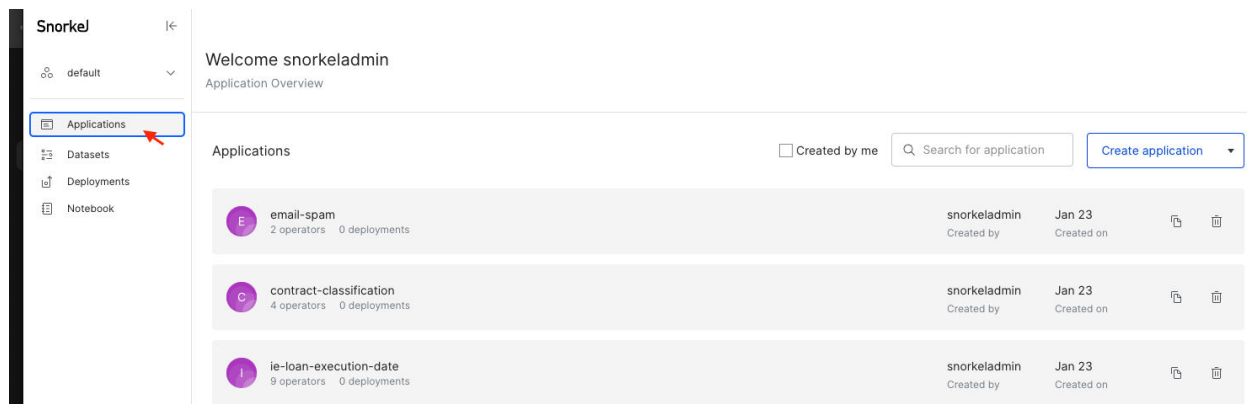 Snorkel
default
Applications
Datasets
Deployments
Notebook
Welcome snorkeladmin
Application Overview
Applications
Created by me
Search for application
Create application
E
email-spam
2 operators 0 deployments
snorkeladmin
Created by
Jan 23
Created on
C
contract-classification
4 operators 0 deployments
snorkeladmin
Created by
Jan 23
Created on
I
ie-loan-execution-date
9 operators 0 deployments
snorkeladmin
Created by
Jan 23
Created on